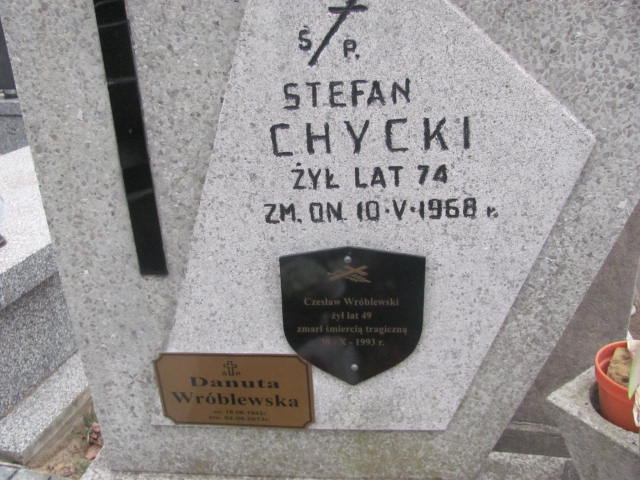 Ś P.
STEFAN
CHYCKI
ŻYŁ LAT 74
ZM. DN. 10·V·1968 r.
Czesław Wróblewski
żył lat 49
zmarł śmiercią tragiczną
- X - 1993 r.
Ś P
Danuta
Wróblewska